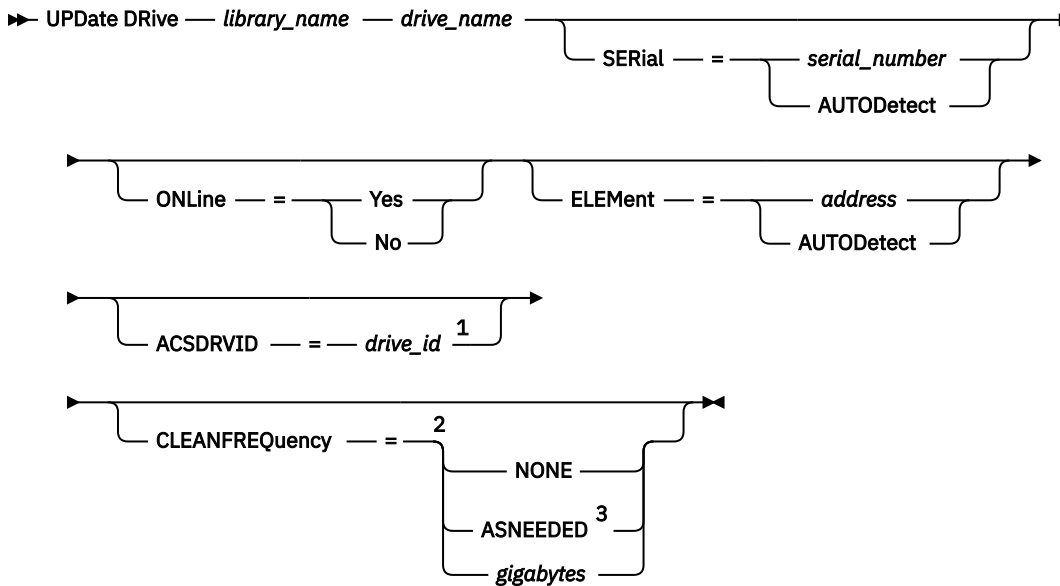 UPDate DRive library_name drive_name
SERial = serial_number
AUTODetect
ONLine = Yes
No
ELEMent = address
AUTODetect
ACSDRVID = drive_id 1
CLEANFREQuency = 2
NONE
ASNEEDED 3
gigabytes